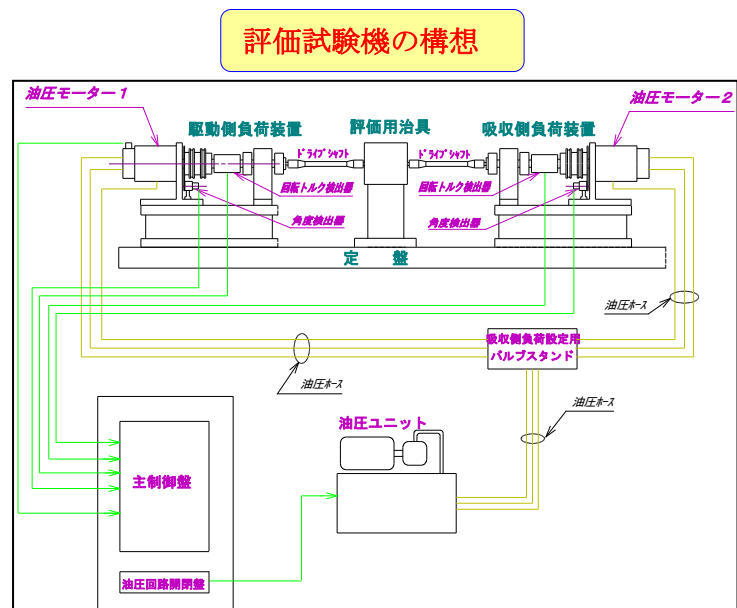 評価試験機の構想
油圧モーター１
油圧モーター２
駆動側負荷装置
評価用治具
吸収側負荷装置
ﾄﾞﾗｲﾌﾞｼｬﾌﾄ
ﾄﾞﾗｲﾌﾞｼｬﾌﾄ
回転トルク検出器
回転トルク検出器
角度検出器
角度検出器
定　盤
油圧ﾎｰｽ
吸収側負荷設定用
バルブスタンド
油圧ﾎｰｽ
油圧ﾎｰｽ
油圧ユニット
主制御盤
油圧回路開閉盤